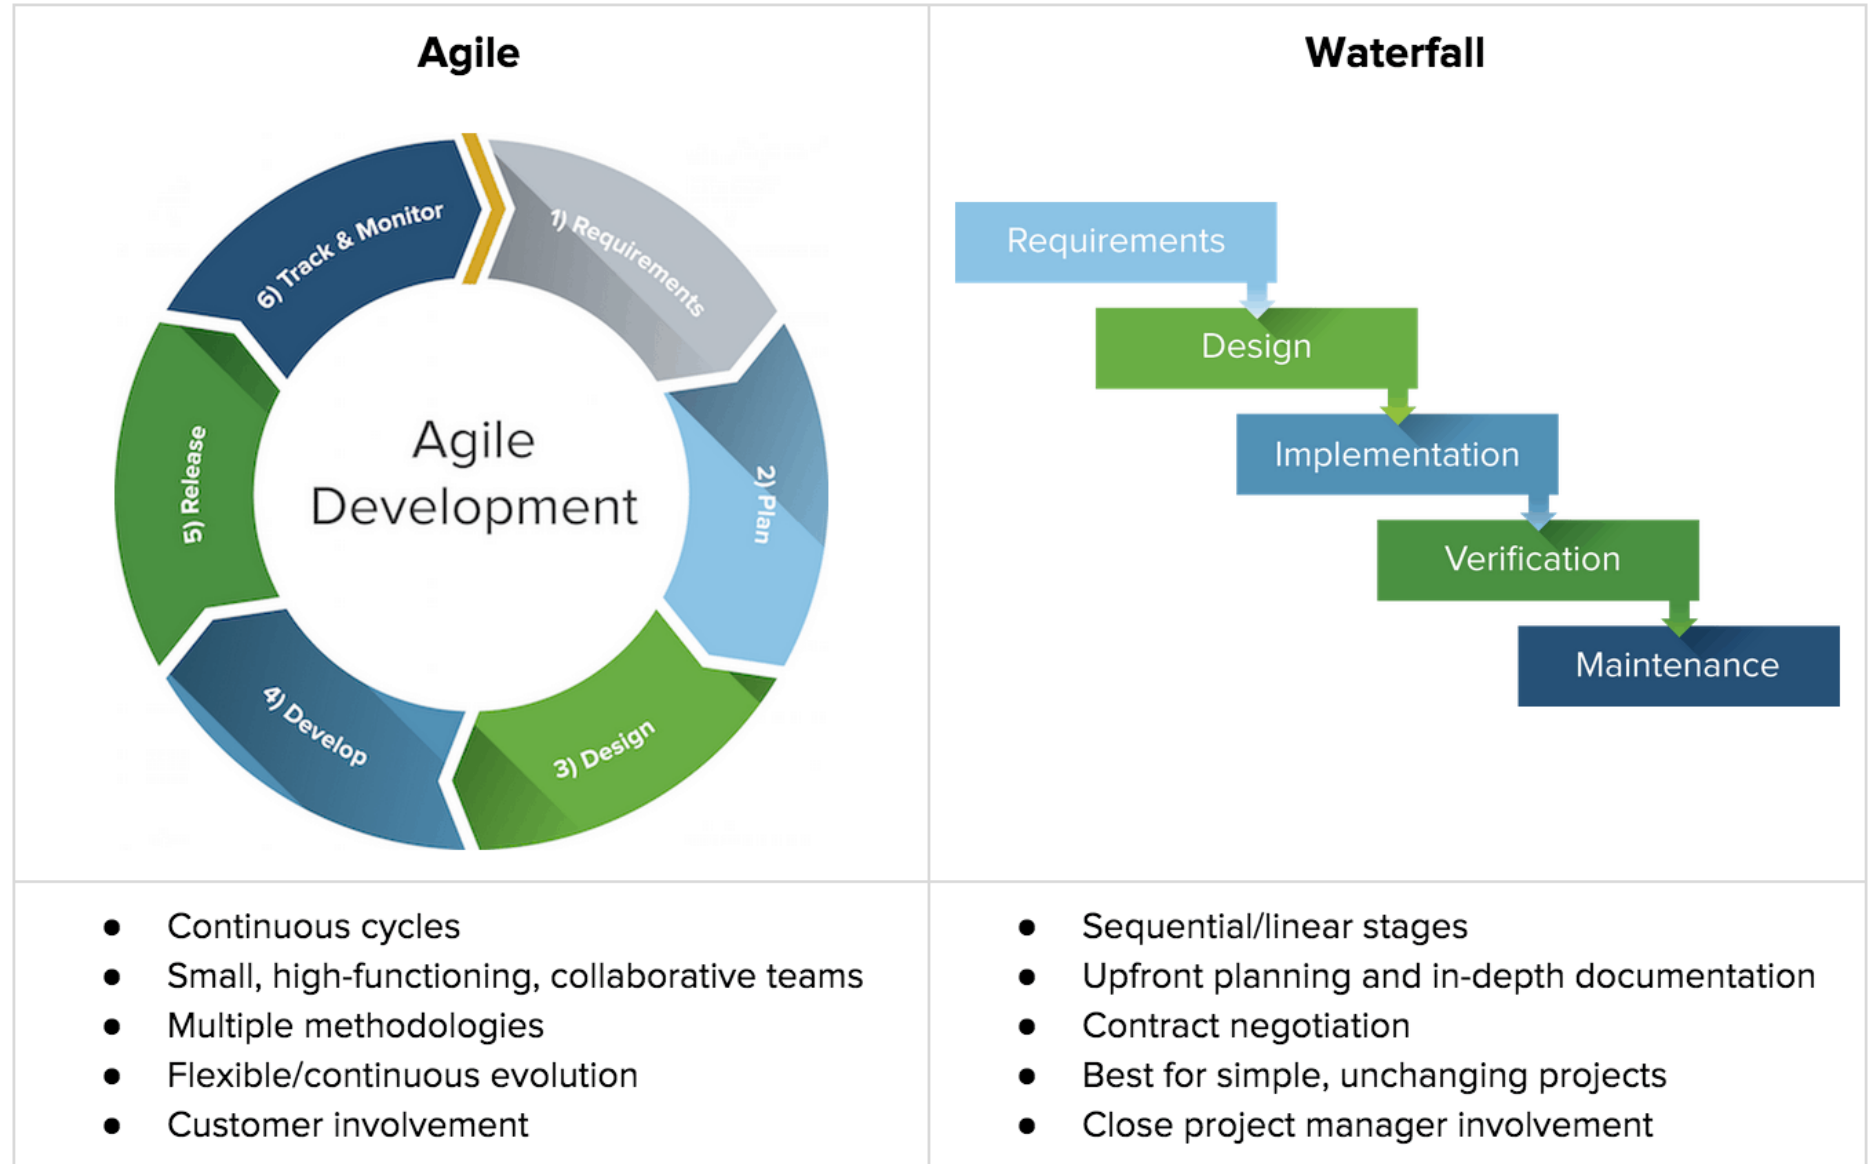 Agile
6) Track & Monitor
1) Requirements
2) Plan
3) Design
4) Develop
5) Release
Agile
Development
● Continuous cycles
● Small, high-functioning, collaborative teams
● Multiple methodologies
● Flexible/continuous evolution
● Customer involvement
Waterfall
Requirements
Design
Implementation
Verification
Maintenance
● Sequential/linear stages
● Upfront planning and in-depth documentation
● Contract negotiation
● Best for simple, unchanging projects
● Close project manager involvement